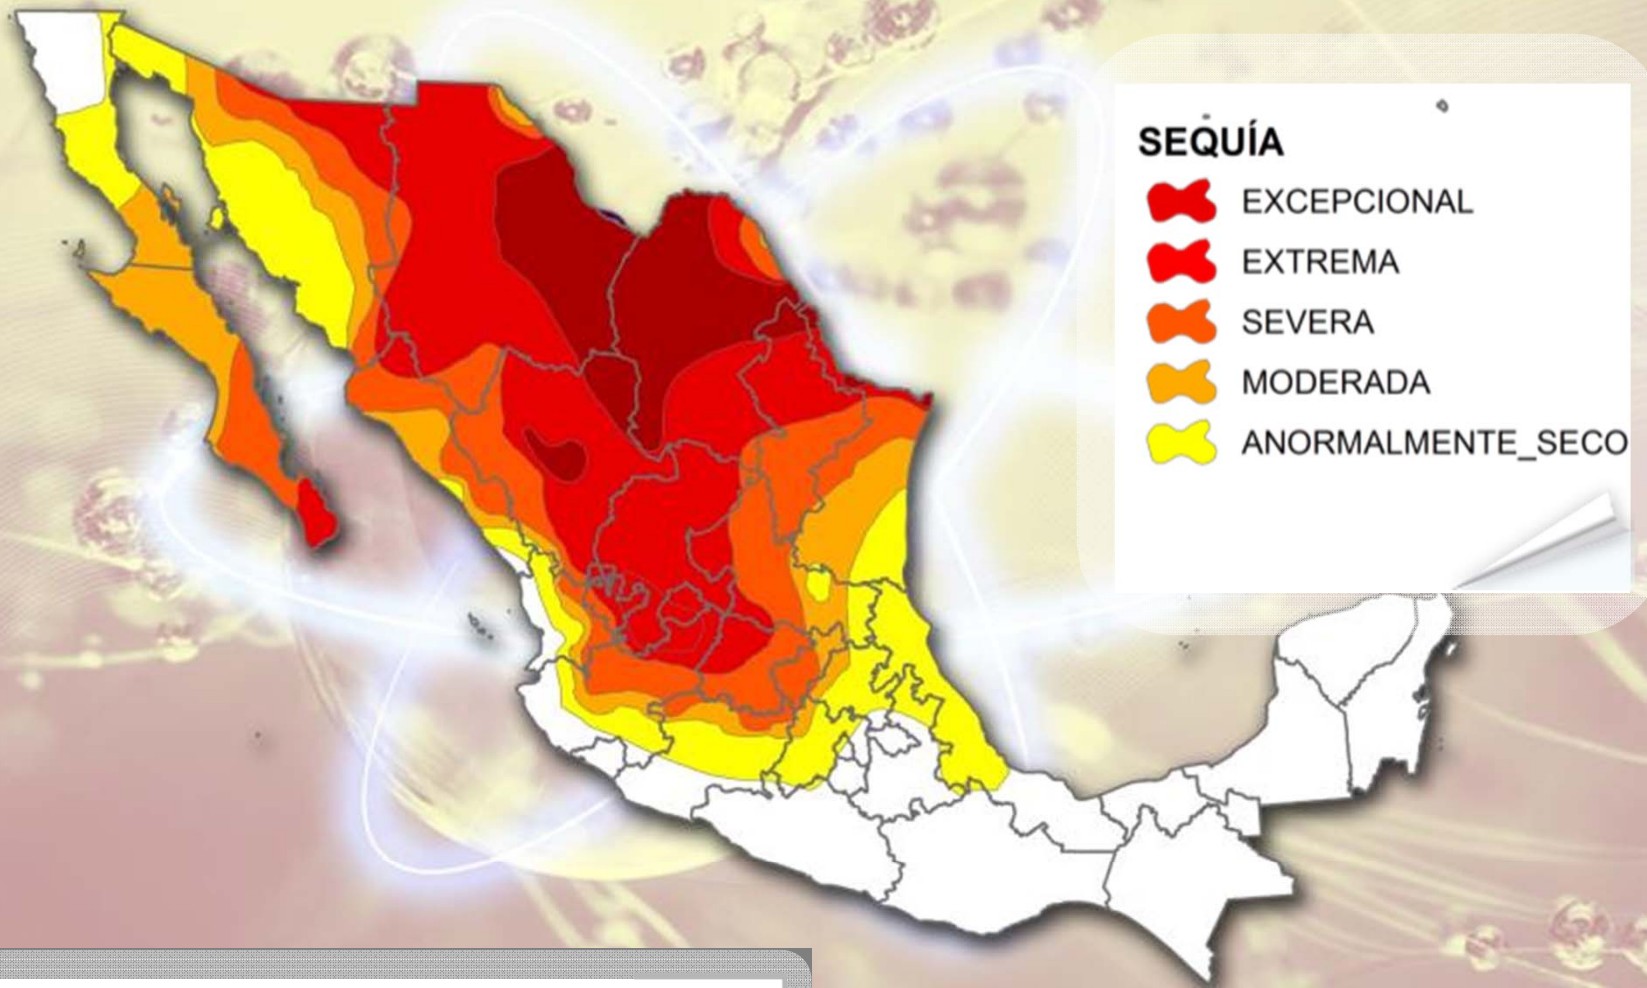 SEQUÍA
EXCEPCIONAL
EXTREMA
SEVERA
MODERADA
ANORMALMENTE_SECO